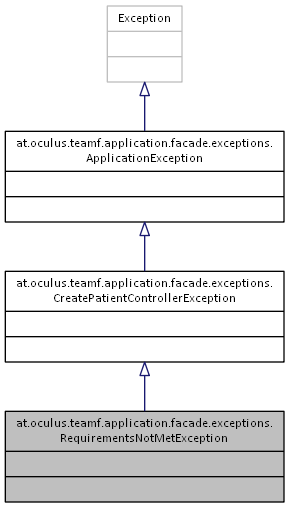 Exception
at.oculus.teamf.application.facade.exceptions.
ApplicationException
at.oculus.teamf.application.facade.exceptions.
CreatePatientControllerException
at.oculus.teamf.application.facade.exceptions.
RequirementsNotMetException